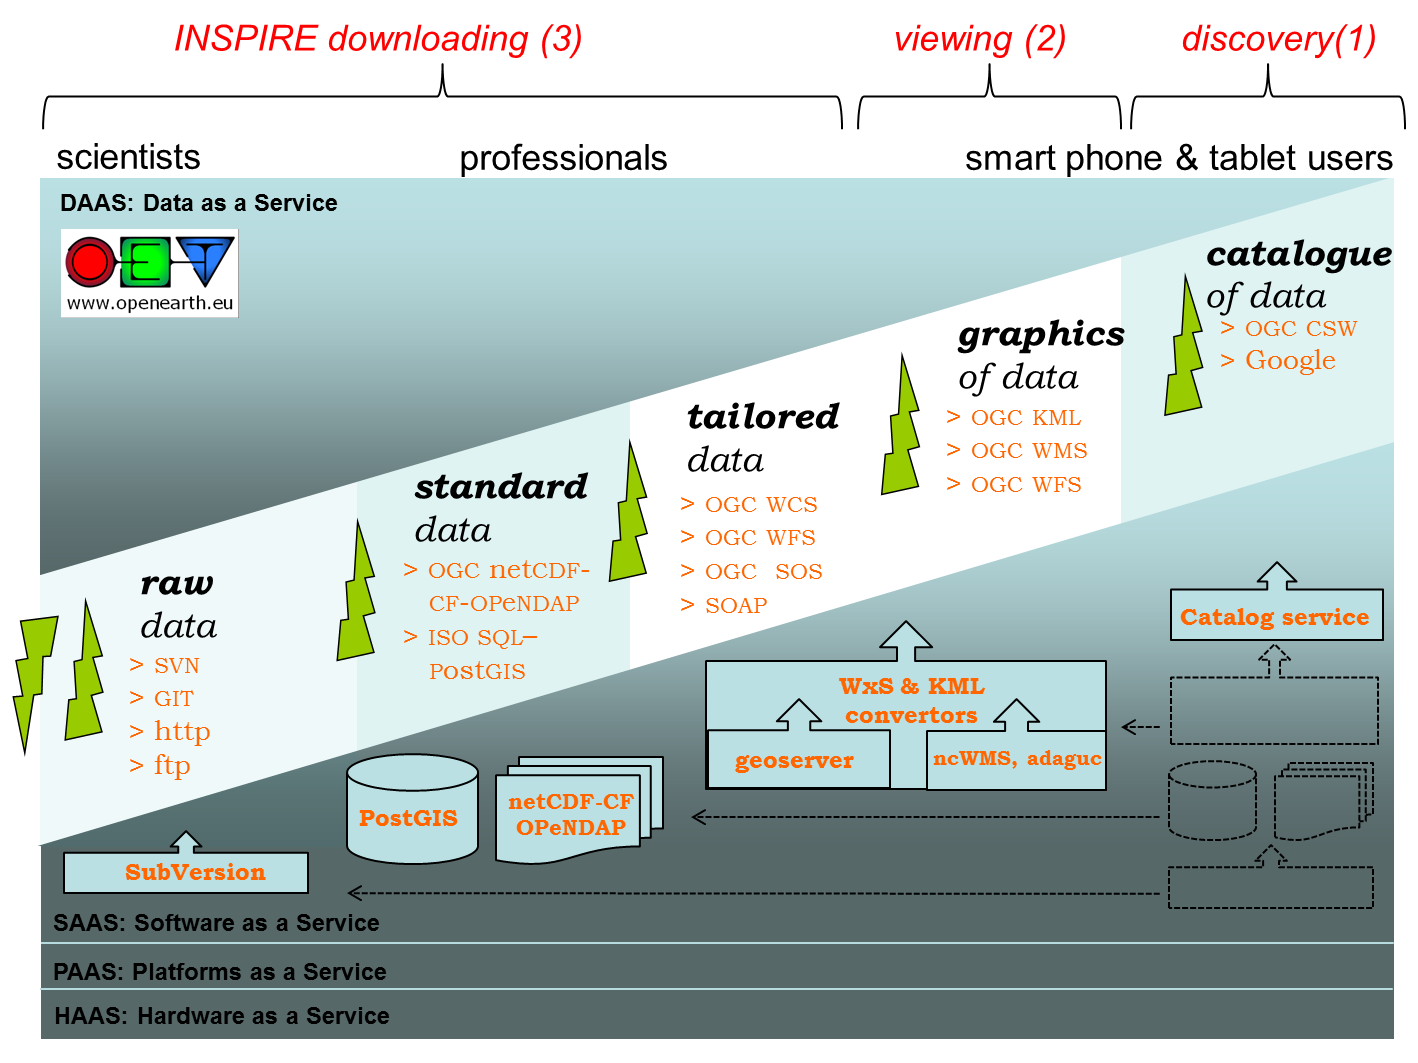 INSPIRE downloading (3)
viewing (2)
discovery(1)
scientists
professionals
smart phone & tablet users
DAAS: Data as a Service
www.openearth.eu
catalogue
of data
> OGC CSW
> Google
graphics
of data
> OGC KML
> OGC WMS
> OGC WFS
tailored
data
> OGC WCS
> OGC WFS
> OGC SOS
> SOAP
standard
data
> OGC netCDF-
CF-OPeNDAP
> ISO SQL–
PostGIS
raw
data
> SVN
> GIT
> http
> ftp
Catalog service
WxS & KML
convertors
geoserver
ncWMS, adaguc
PostGIS
netCDF-CF
OPeNDAP
SubVersion
SAAS: Software as a Service
PAAS: Platforms as a Service
HAAS: Hardware as a Service